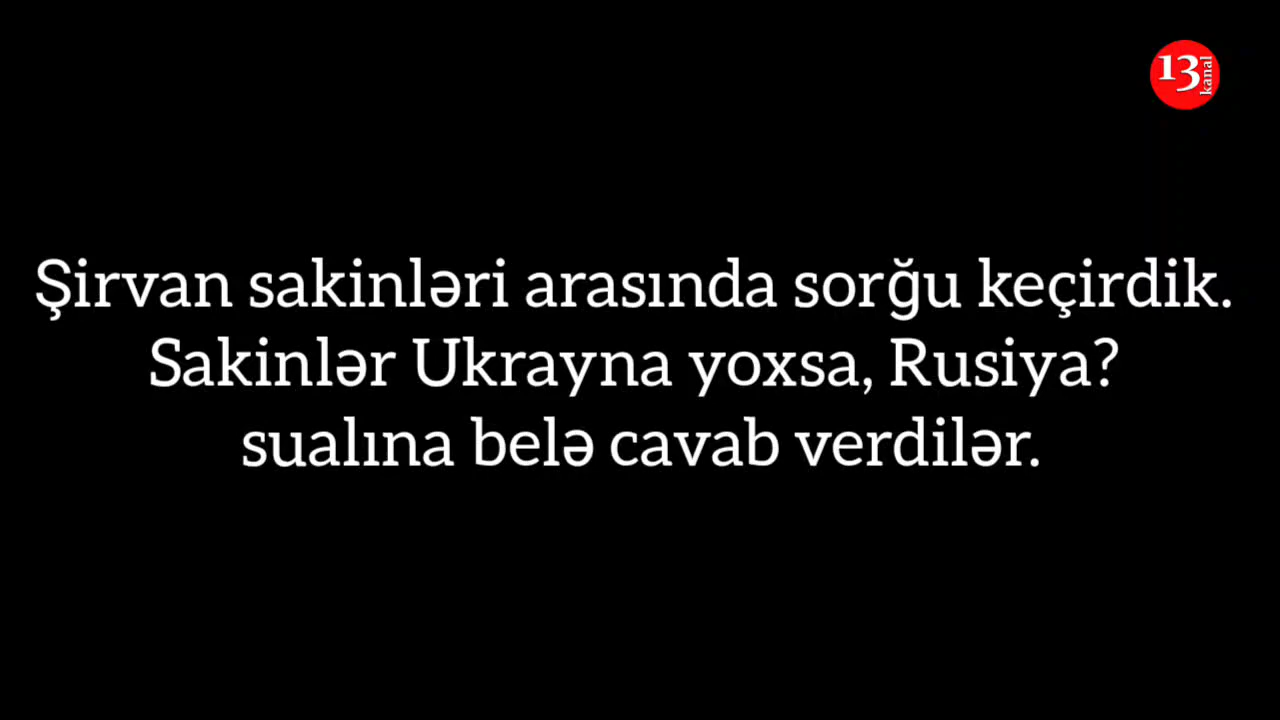 13 kanal
Şirvan sakinləri arasında sorğu keçirdik.
Sakinlər Ukrayna yoxsa, Rusiya?
sualına belə cavab verdilər.